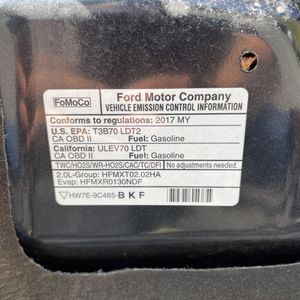 FoMoCo
Ford Motor Company
VEHICLE EMISSION CONTROL INFORMATION
Conforms to regulations: 2017 MY
U.S. EPA: T3B70 LDT2
CA OBD II Fuel: Gasoline
California: ULEV70 LDT
CA OBD II Fuel: Gasoline
TWC/HO2S/WR-HO2S/CAC/TC/DFI No adjustments needed.
2.0L-Group: HFMXT02.02HA
Evap: HFMXR0130NDF
HW7E-9C485-BKF